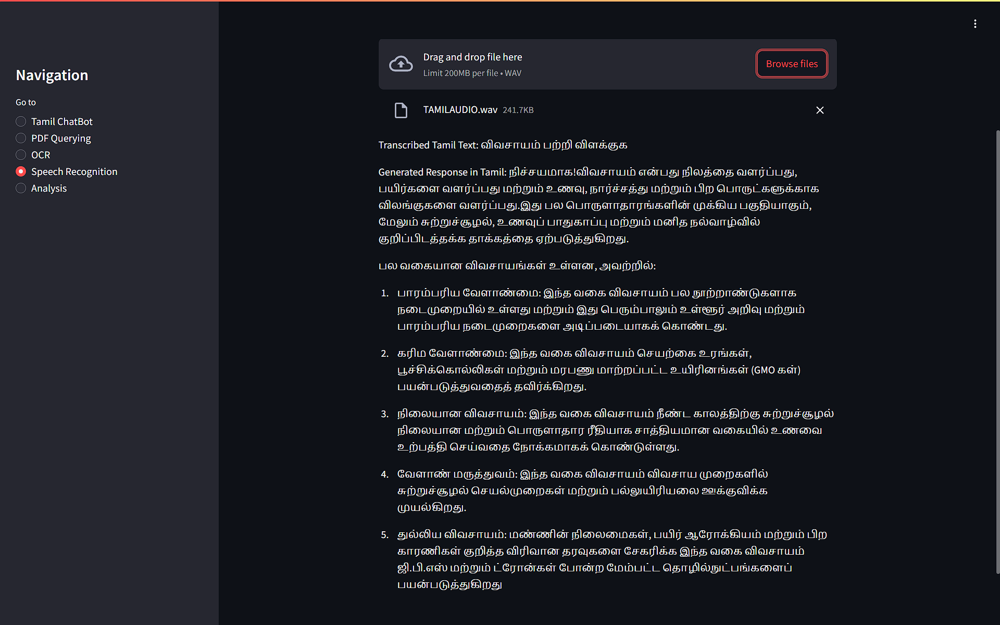 Navigation
Go to
Tamil ChatBot
PDF Querying
OCR
Speech Recognition
Analysis
Drag and drop file here
Limit 200MB per file • WAV
Browse files
TAMILAUDIO.wav 241.7KB
Transcribed Tamil Text: விவசாயம் பற்றி விளக்குக
Generated Response in Tamil: நிச்சயமாக!விவசாயம் என்பது நிலத்தை வளர்ப்பது,
பயிர்களை வளர்ப்பது மற்றும் உணவு, நார்ச்சத்து மற்றும் பிற பொருட்களுக்காக
விலங்குகளை வளர்ப்பது.இது பல பொருளாதாரங்களின் முக்கிய பகுதியாகும்,
மேலும் சுற்றுச்சூழல், உணவுப் பாதுகாப்பு மற்றும் மனித நல்வாழ்வில்
குறிப்பிடத்தக்க தாக்கத்தை ஏற்படுத்துகிறது.
பல வகையான விவசாயங்கள் உள்ளன, அவற்றில்:
1. பாரம்பரிய வேளாண்மை: இந்த வகை விவசாயம் பல நூற்றாண்டுகளாக
நடைமுறையில் உள்ளது மற்றும் இது பெரும்பாலும் உள்ளூர் அறிவு மற்றும்
பாரம்பரிய நடைமுறைகளை அடிப்படையாகக் கொண்டது.
2. கரிம வேளாண்மை: இந்த வகை விவசாயம் செயற்கை உரங்கள்,
பூச்சிக்கொல்லிகள் மற்றும் மரபணு மாற்றப்பட்ட உயிரினங்கள் (GMO கள்)
பயன்படுத்துவதைத் தவிர்க்கிறது.
3. நிலையான விவசாயம்: இந்த வகை விவசாயம் நீண்ட காலத்திற்கு சுற்றுச்சூழல்
நிலையான மற்றும் பொருளாதார ரீதியாக சாத்தியமான வகையில் உணவை
உற்பத்தி செய்வதை நோக்கமாகக் கொண்டுள்ளது.
4. வேளாண் மருத்துவம்: இந்த வகை விவசாயம் விவசாய முறைகளில்
சுற்றுச்சூழல் செயல்முறைகள் மற்றும் பல்லுயிரியலை ஊக்குவிக்க
முயல்கிறது.
5. துல்லிய விவசாயம்: மண்ணின் நிலைமைகள், பயிர் ஆரோக்கியம் மற்றும் பிற
காரணிகள் குறித்த விரிவான தரவுகளை சேகரிக்க இந்த வகை விவசாயம்
ஜி.பி.எஸ் மற்றும் ட்ரோன்கள் போன்ற மேம்பட்ட தொழில்நுட்பங்களைப்
பயன்படுத்துகிறது